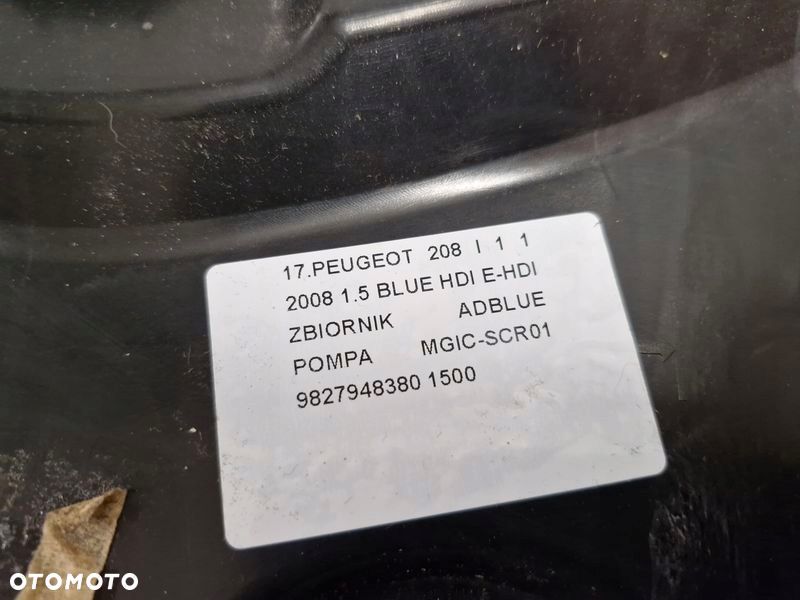 17.PEUGEOT 208 I 1 1
2008 1.5 BLUE HDI E-HDI
ZBIORNIK ADBLUE
POMPA MGIC-SCR01
9827948380 1500
OTOMOTO